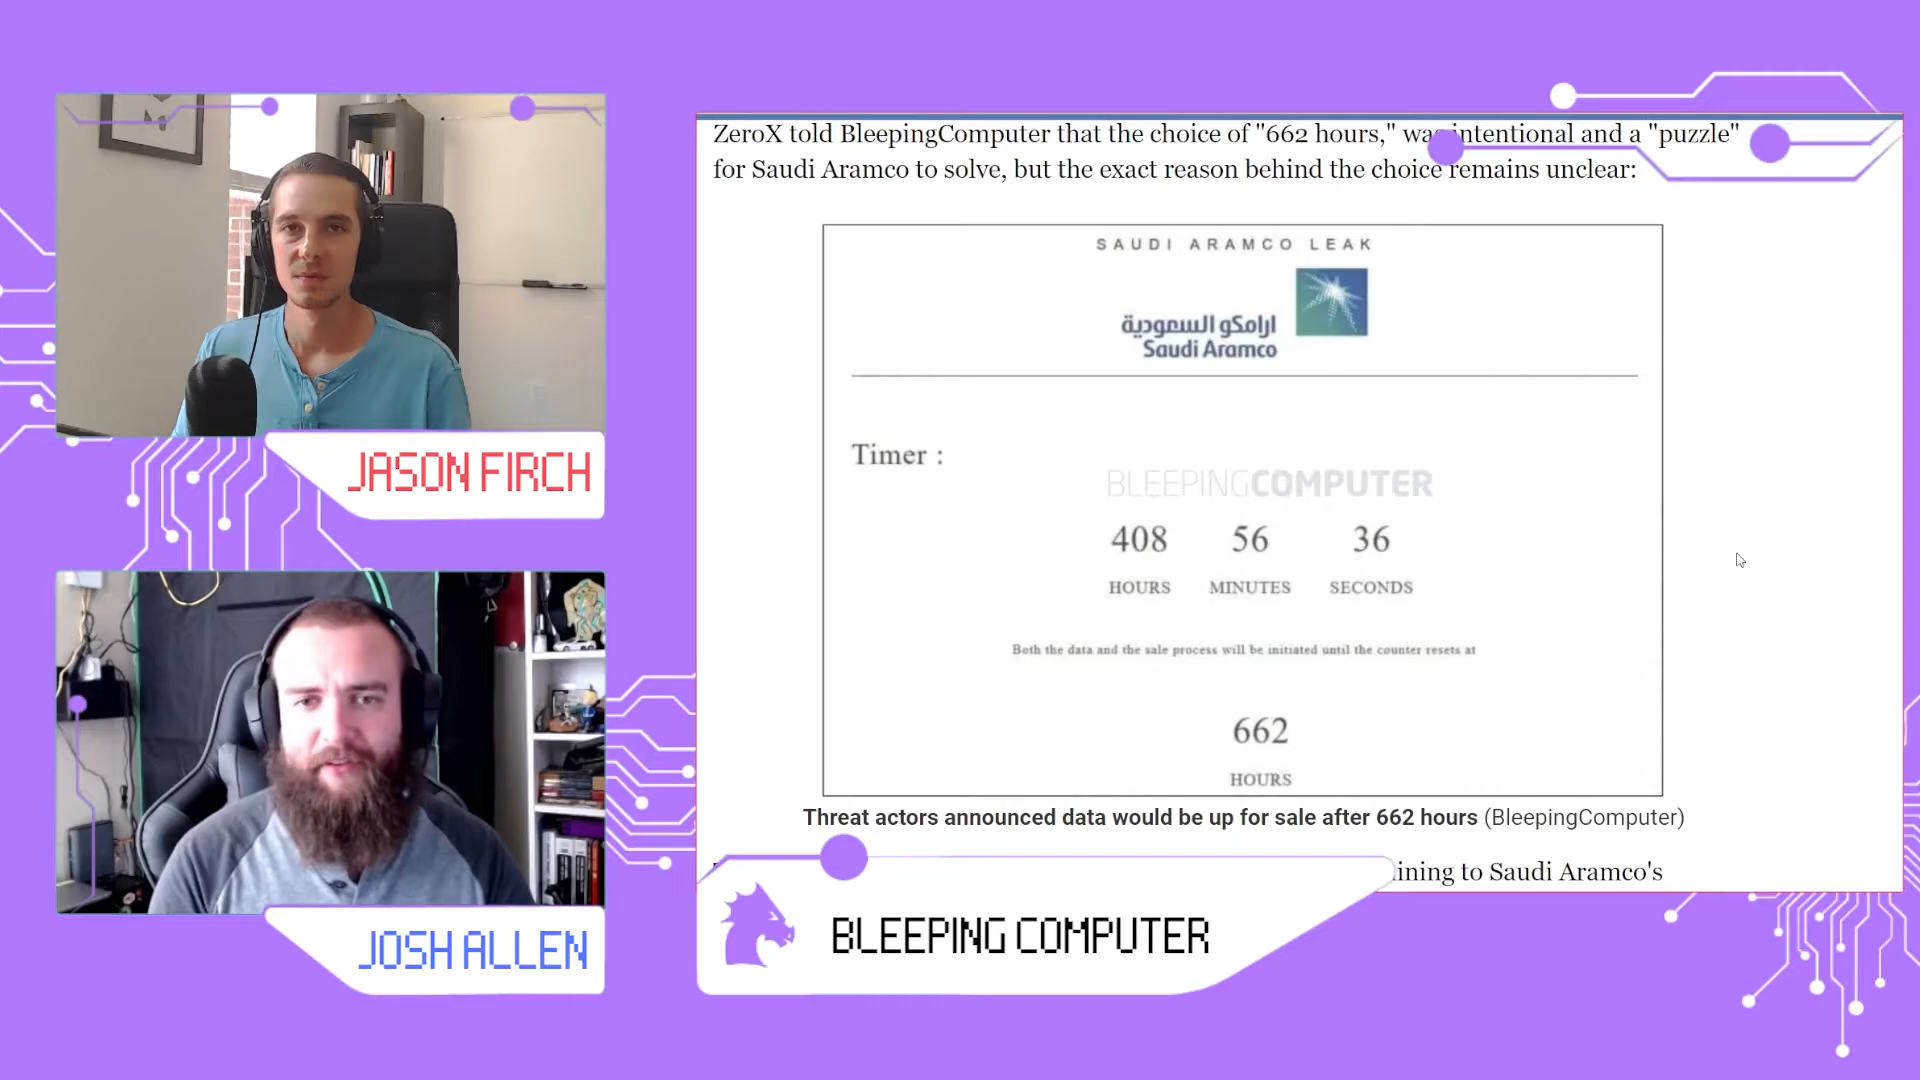 ZeroX told BleepingComputer that the choice of "662 hours," was intentional and a "puzzle"
for Saudi Aramco to solve, but the exact reason behind the choice remains unclear:
SAUDI ARAMCO LEAK
ارامكو السعودية
Saudi Aramco
Timer :
BLEEPINGCOMPUTER
408 56 36
HOURS MINUTES SECONDS
Both the data and the sale process will be initiated until the counter resets at
662
HOURS
Threat actors announced data would be up for sale after 662 hours (BleepingComputer)
to Saudi Aramco's
JASON FIRCH
JOSH ALLEN
BLEEPING COMPUTER